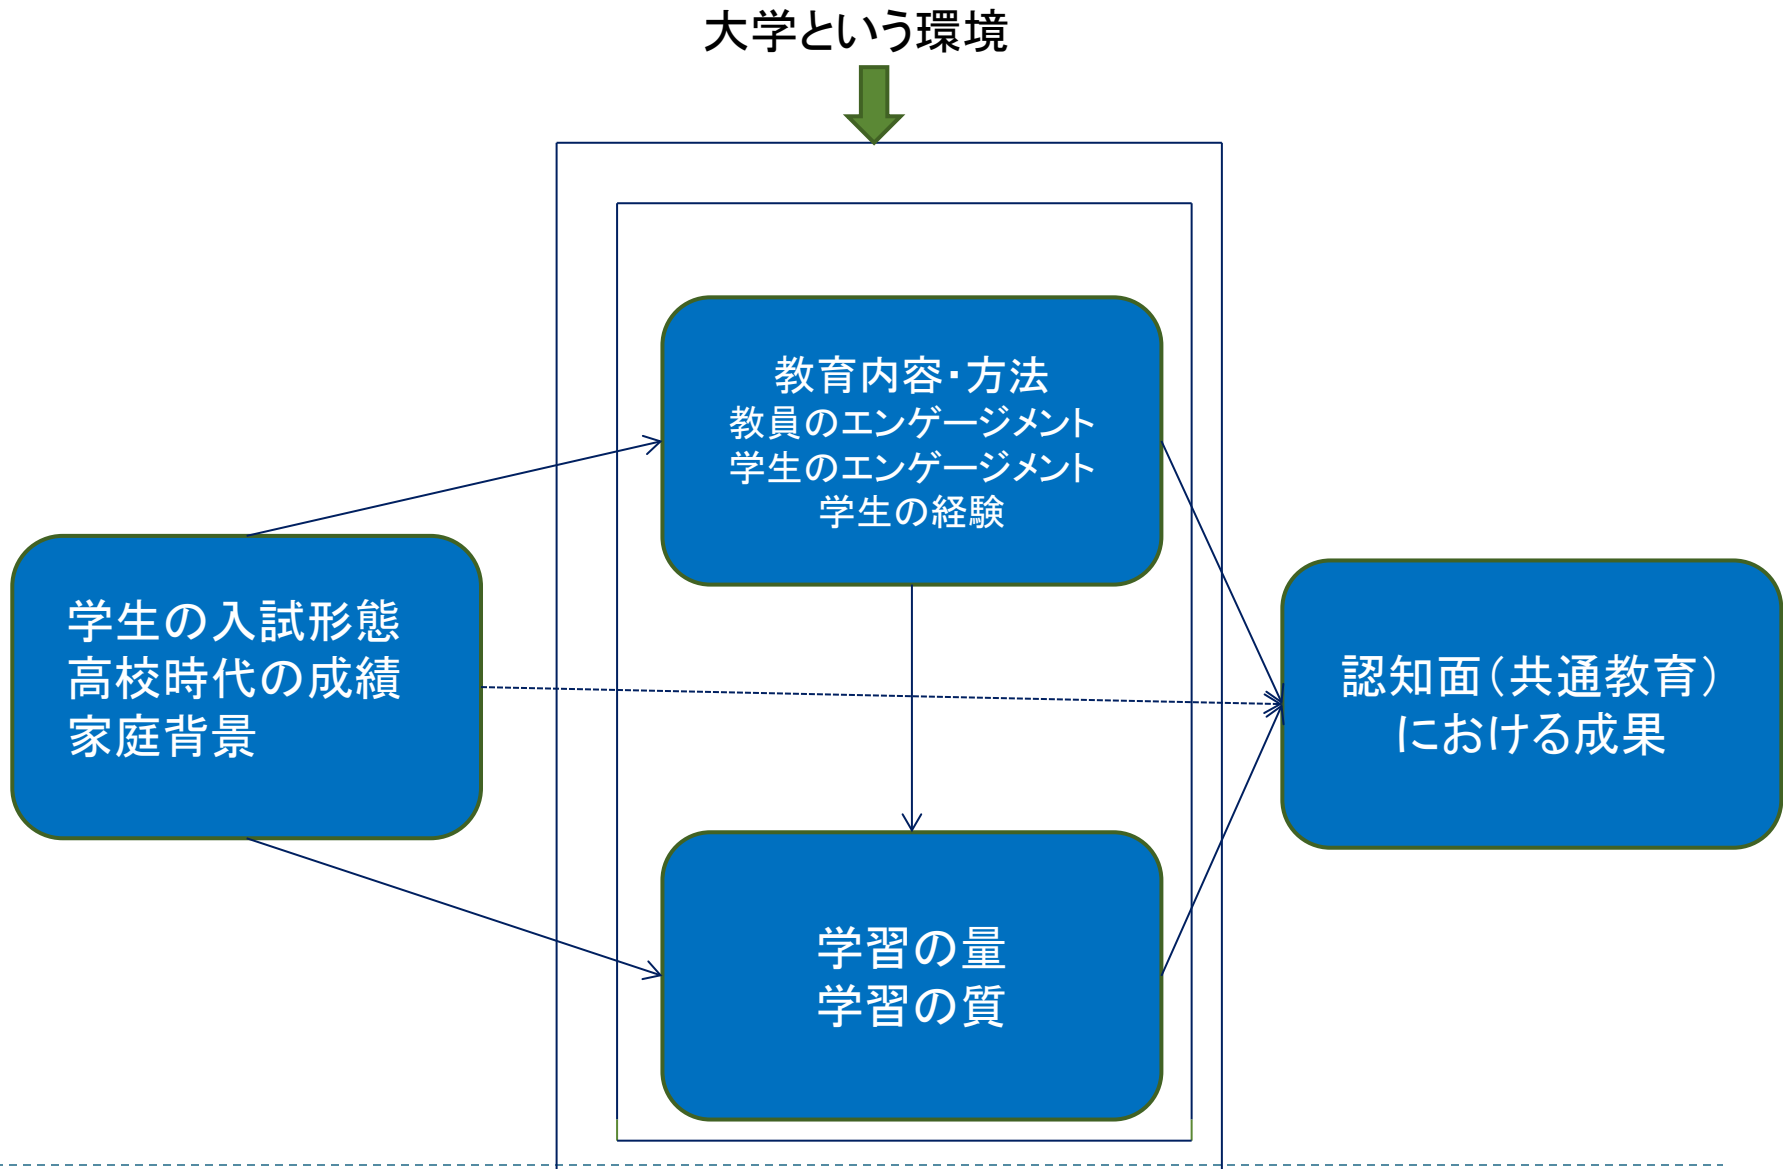 大学という環境
教育内容・方法
教員のエンゲージメント
学生のエンゲージメント
学生の経験
学生の入試形態
高校時代の成績
家庭背景
認知面（共通教育）
における成果
学習の量
学習の質